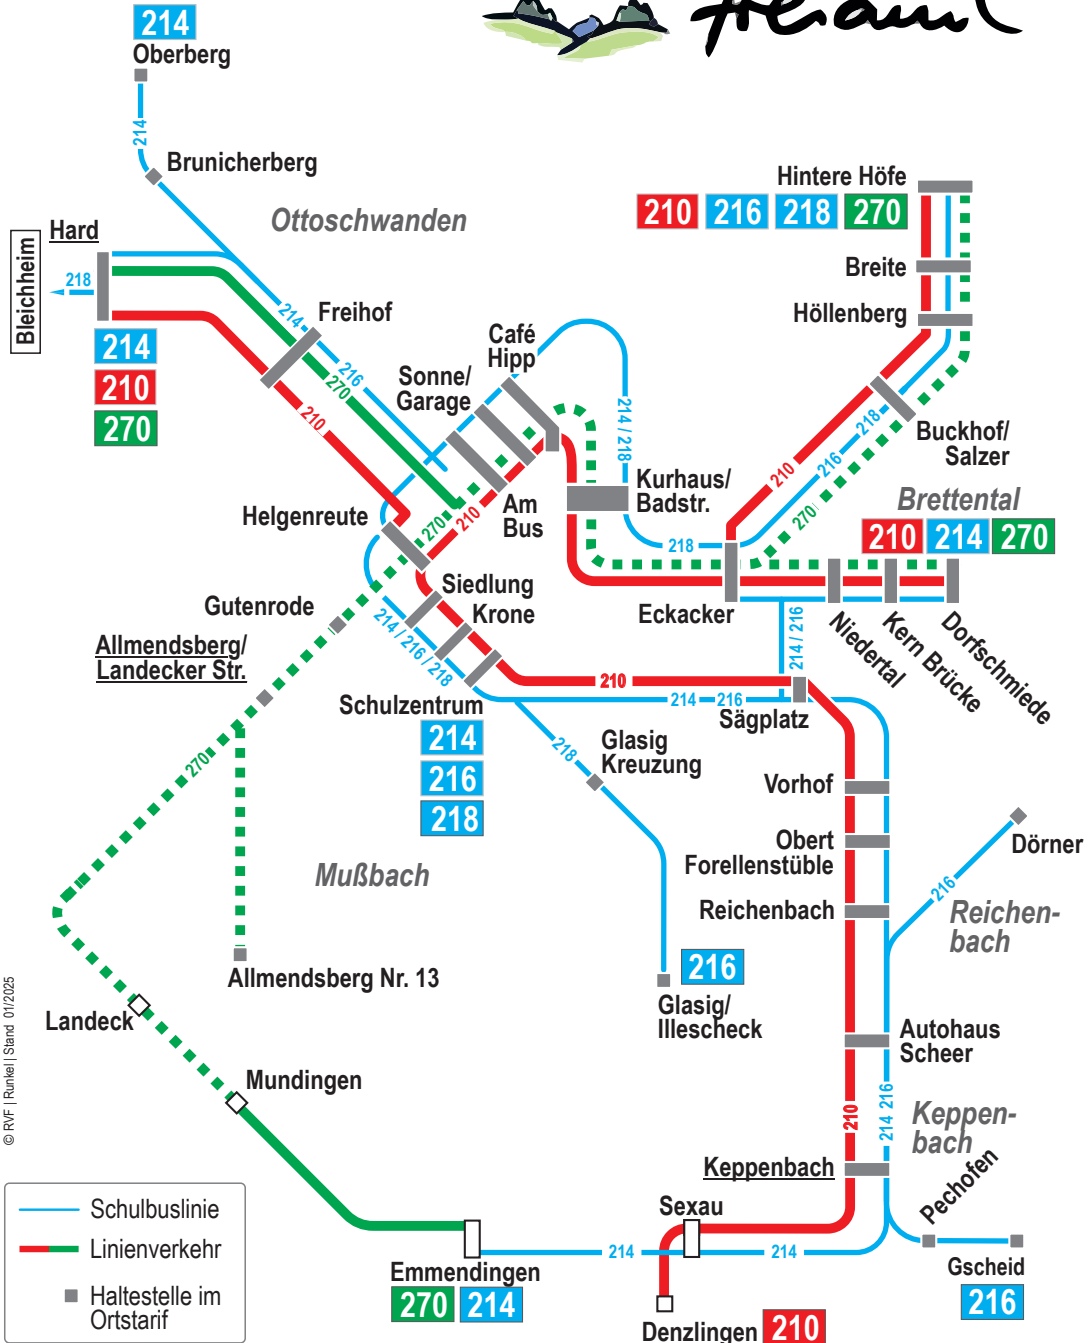 Freiamt
214
Oberberg
214
Brunicherberg
Ottoschwanden
Hard
Bleichheim
218
214
210
270
214
Freihof
216
270
210
Café
Hipp
Sonne/
Garage
214 / 218
Hintere Höfe
210 216 218 270
Breite
Höllenberg
Buckhof/
Salzer
218
216
210
270
Brettental
210 214 270
Kurhaus/
Badstr.
Am
Bus
218
Helgenreute
270
210
Eckacker
Niedertal
Kern Brücke
Dorfschmiede
Siedlung
Krone
Gutenrode
Allmendsberg/
Landecker Str.
214 / 216 / 218
214 / 216
210
214 216
Sägplatz
Schulzentrum
214
216
218
218
Glasig
Kreuzung
270
Vorhof
Obert
Forellenstüble
Reichenbach
Dörner
216
Reichen-
bach
Mußbach
Allmendsberg Nr. 13
216
Glasig/
Illescheck
Landeck
Autohaus
Scheer
Mundingen
210
214 216
Keppen-
bach
Keppenbach
Pechofen
Gscheid
216
Sexau
214
214
Emmendingen
270 214
Denzlingen 210
Schulbuslinie
Linienverkehr
Haltestelle im
Ortstarif
© RVF | Runkel | Stand 01/2025